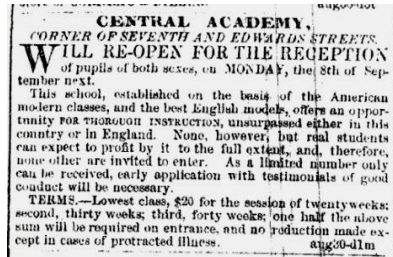 aug30-d1
CENTRAL ACADEMY,
CORNER OF SEVENTH AND EDWARDS STREETS.
WILL RE-OPEN FOR THE RECEPTION
of pupils of both sexes, on MONDAY, the 8th of Sep-
tember next.
This school, established on the basis of the American
modern classes, and the best English models, offers an oppor-
tunity FOR THOROUGH INSTRUCTION, unsurpassed either in this
country or in England. None, however, but real students
can expect to profit by it to the full extent, and, therefore,
none other are invited to enter. As a limited number only
can be received, early application with testimonials of good
conduct will be necessary.
TERMS.—Lowest class, $20 for the session of twenty weeks;
second, thirty weeks; third, forty weeks; one half the above
sum will be required on entrance, and no reduction made ex-
cept in cases of protracted illness. aug30-d1m